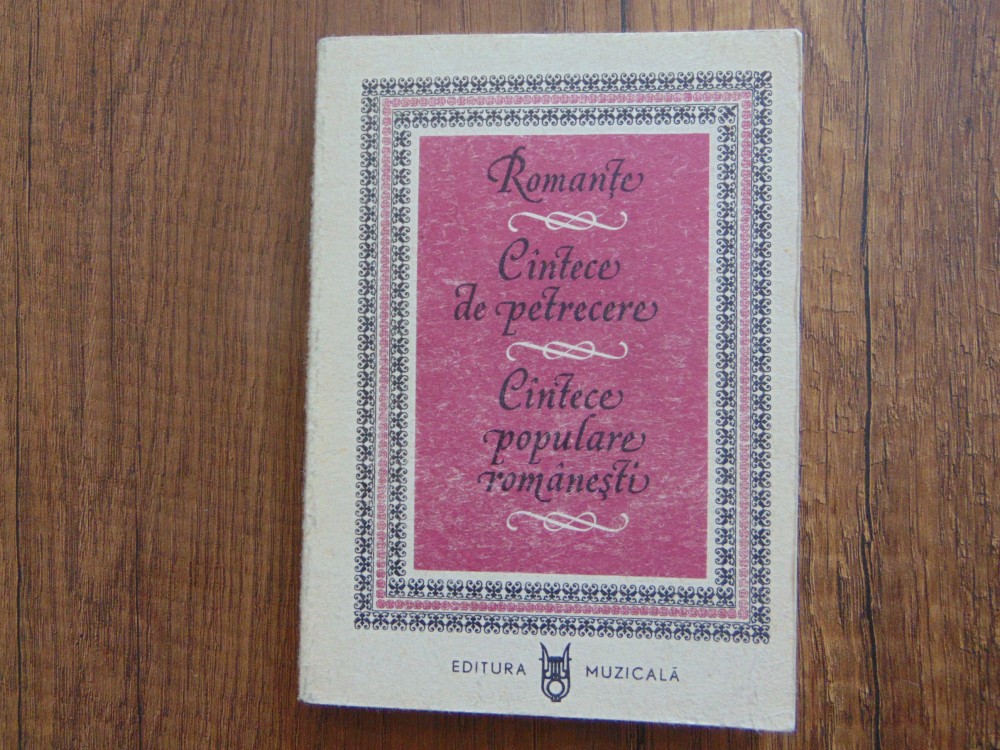 Romanțe
Cîntece
de petrecere
Cîntece
populare
românești
EDITURA MUZICALĂ